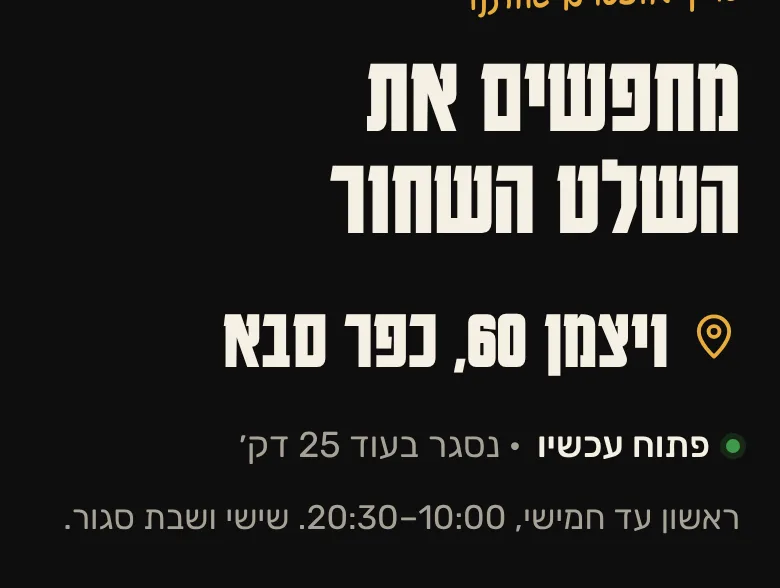 מחפשים את
השלט השחור
ויצמן 60, כפר סבא
פתוח עכשיו • נסגר בעוד 25 דק׳
ראשון עד חמישי, 10:00–20:30. שישי ושבת סגור.